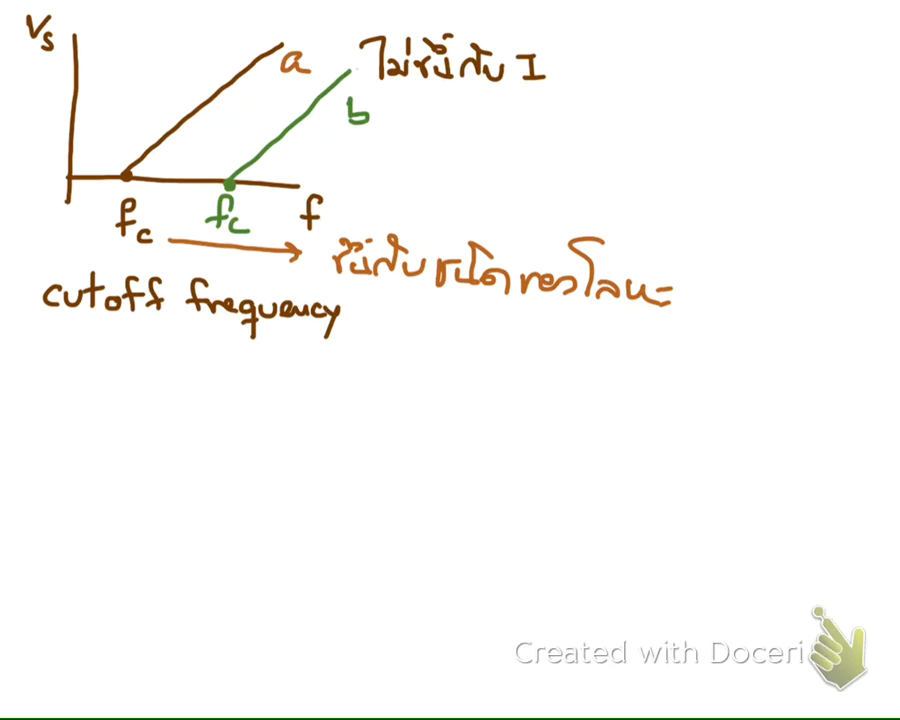 Vs
a
ไม่ขึ้นกับ I
b
fc
fc
f
ขึ้นกับชนิดของโลหะ
cutoff frequency
Created with Doceri